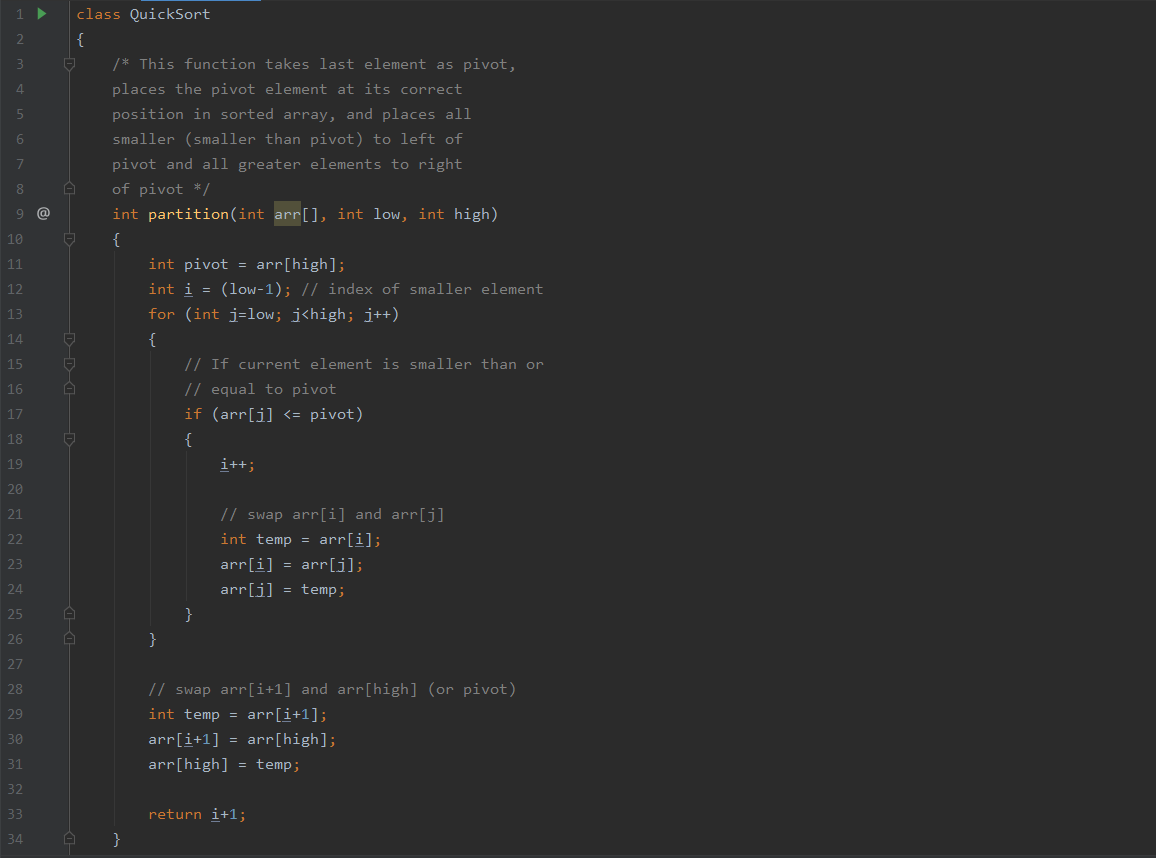 1 class QuickSort
2 {
3 /* This function takes last element as pivot,
4 places the pivot element at its correct
5 position in sorted array, and places all
6 smaller (smaller than pivot) to left of
7 pivot and all greater elements to right
8 of pivot */
9 @ int partition(int arr[], int low, int high)
10 {
11 int pivot = arr[high];
12 int i = (low-1); // index of smaller element
13 for (int j=low; j<high; j++)
14 {
15 // If current element is smaller than or
16 // equal to pivot
17 if (arr[j] <= pivot)
18 {
19 i++;
20
21 // swap arr[i] and arr[j]
22 int temp = arr[i];
23 arr[i] = arr[j];
24 arr[j] = temp;
25 }
26 }
27
28 // swap arr[i+1] and arr[high] (or pivot)
29 int temp = arr[i+1];
30 arr[i+1] = arr[high];
31 arr[high] = temp;
32
33 return i+1;
34 }